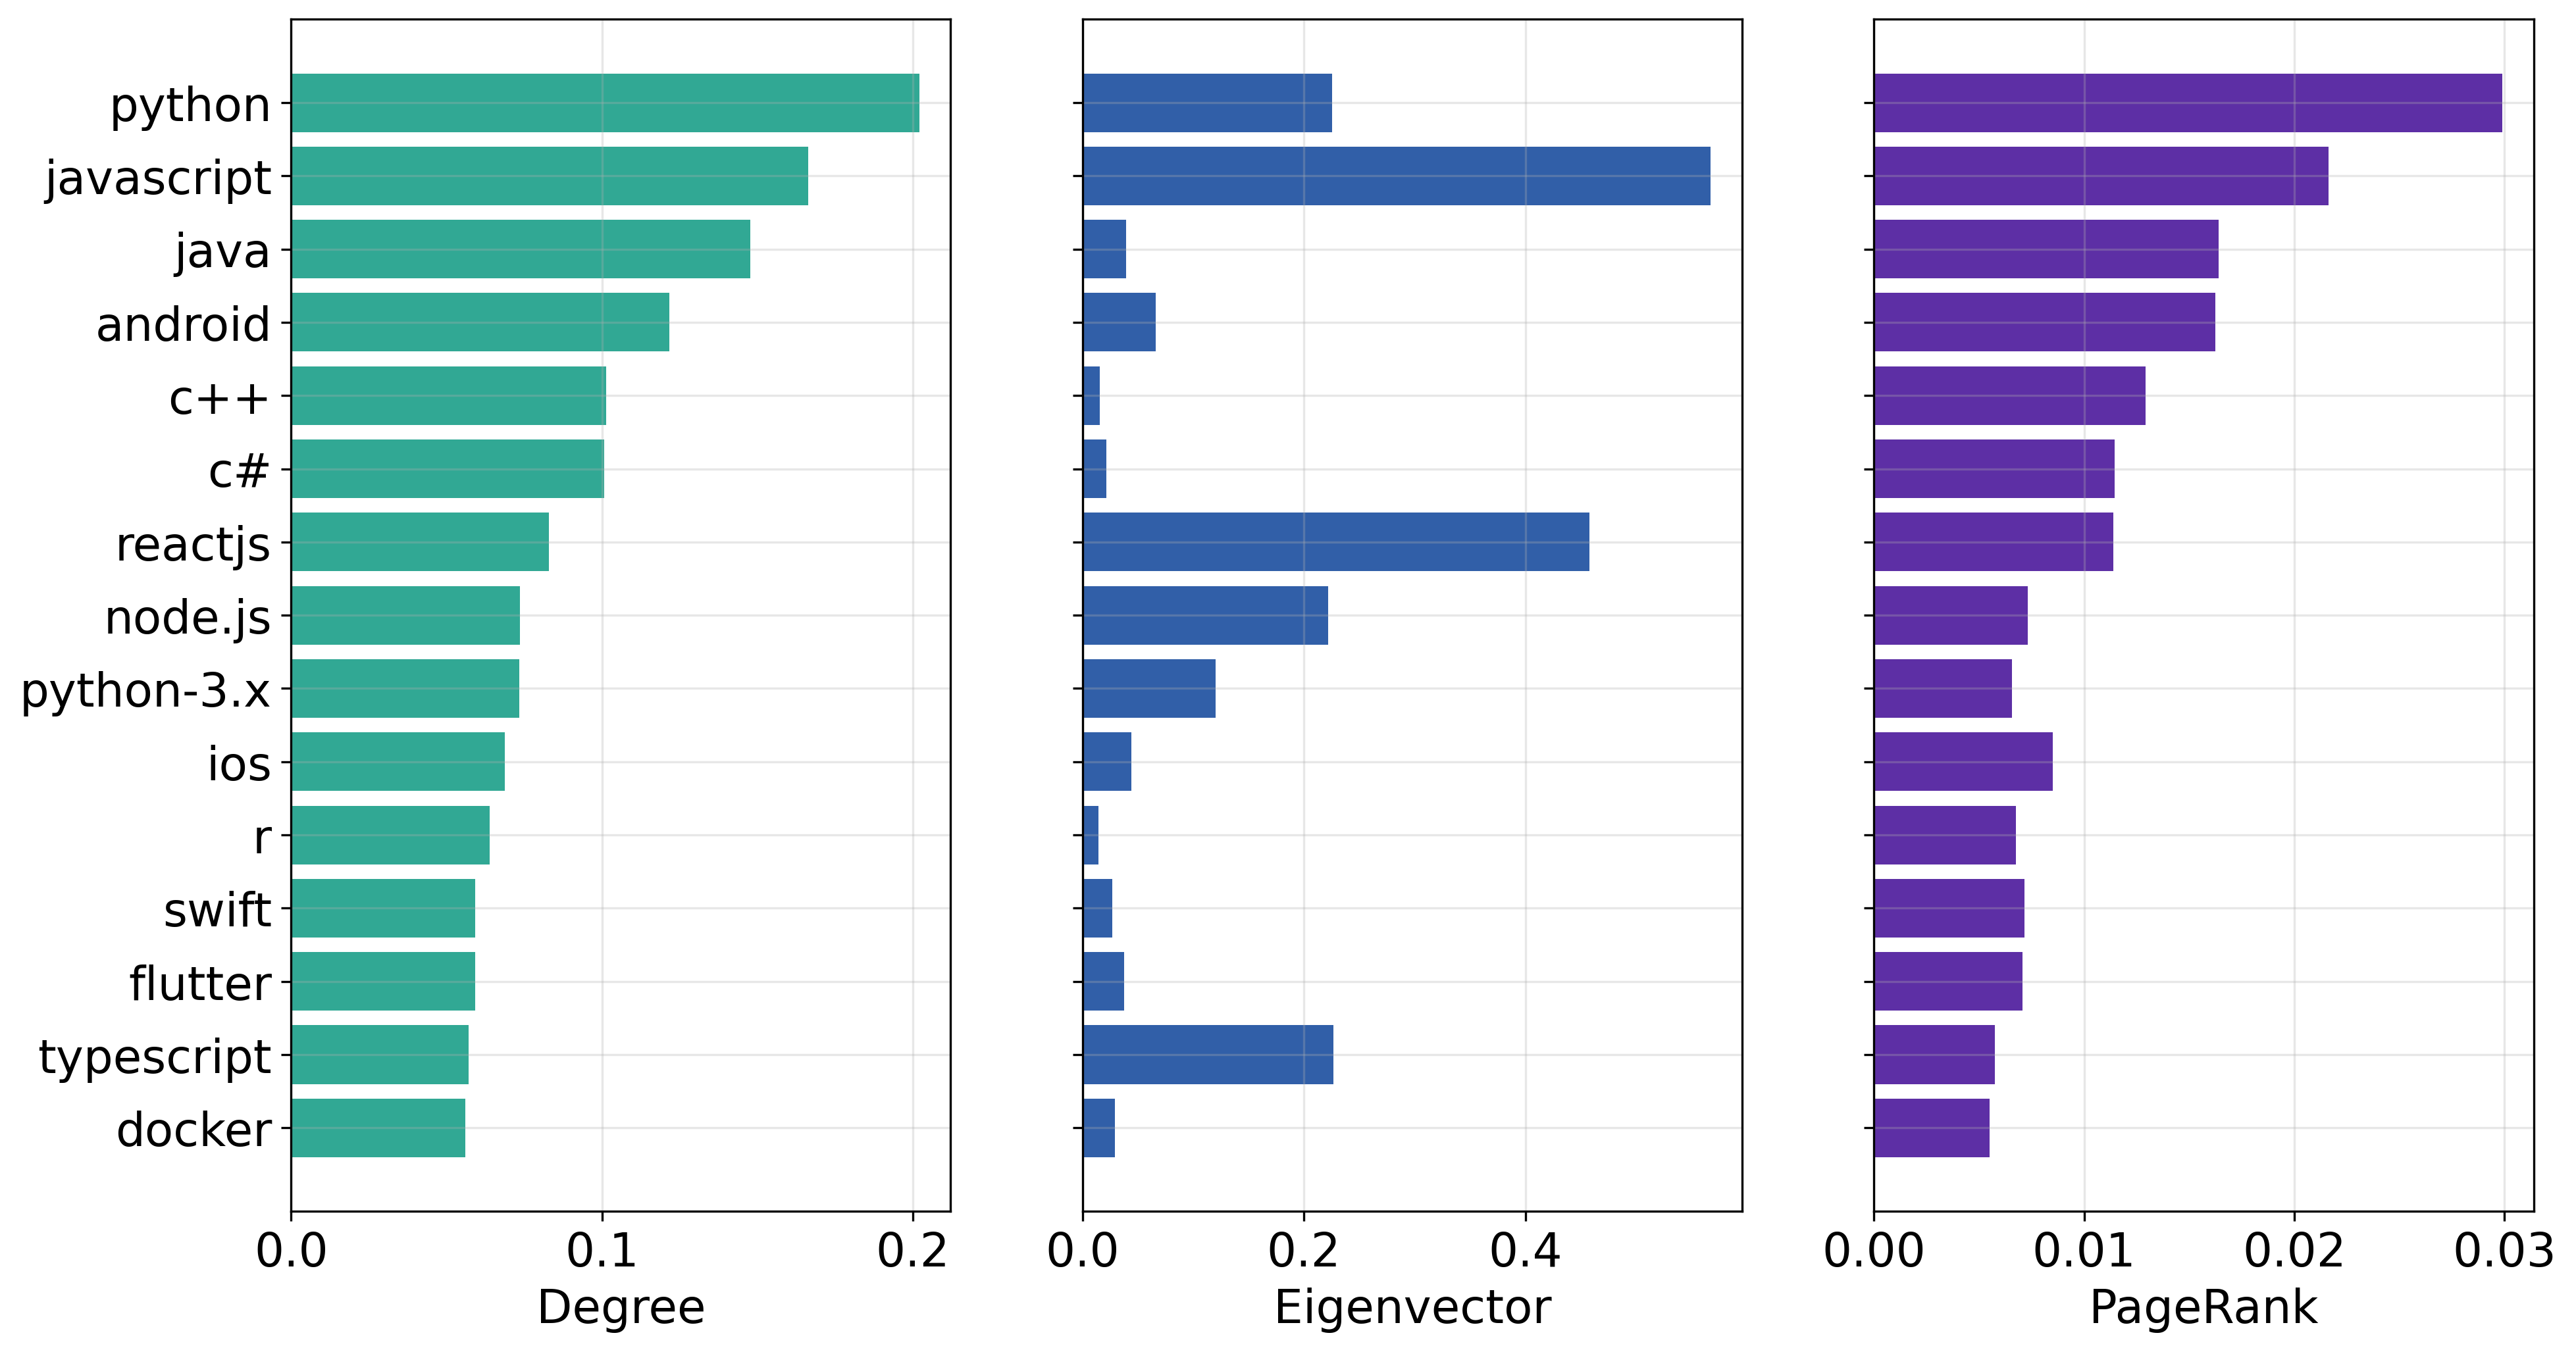 python
javascript
java
android
c++
c#
reactjs
node.js
python-3.x
ios
r
swift
flutter
typescript
docker
0.0 0.1 0.2
Degree
0.0 0.2 0.4
Eigenvector
0.00 0.01 0.02 0.03
PageRank